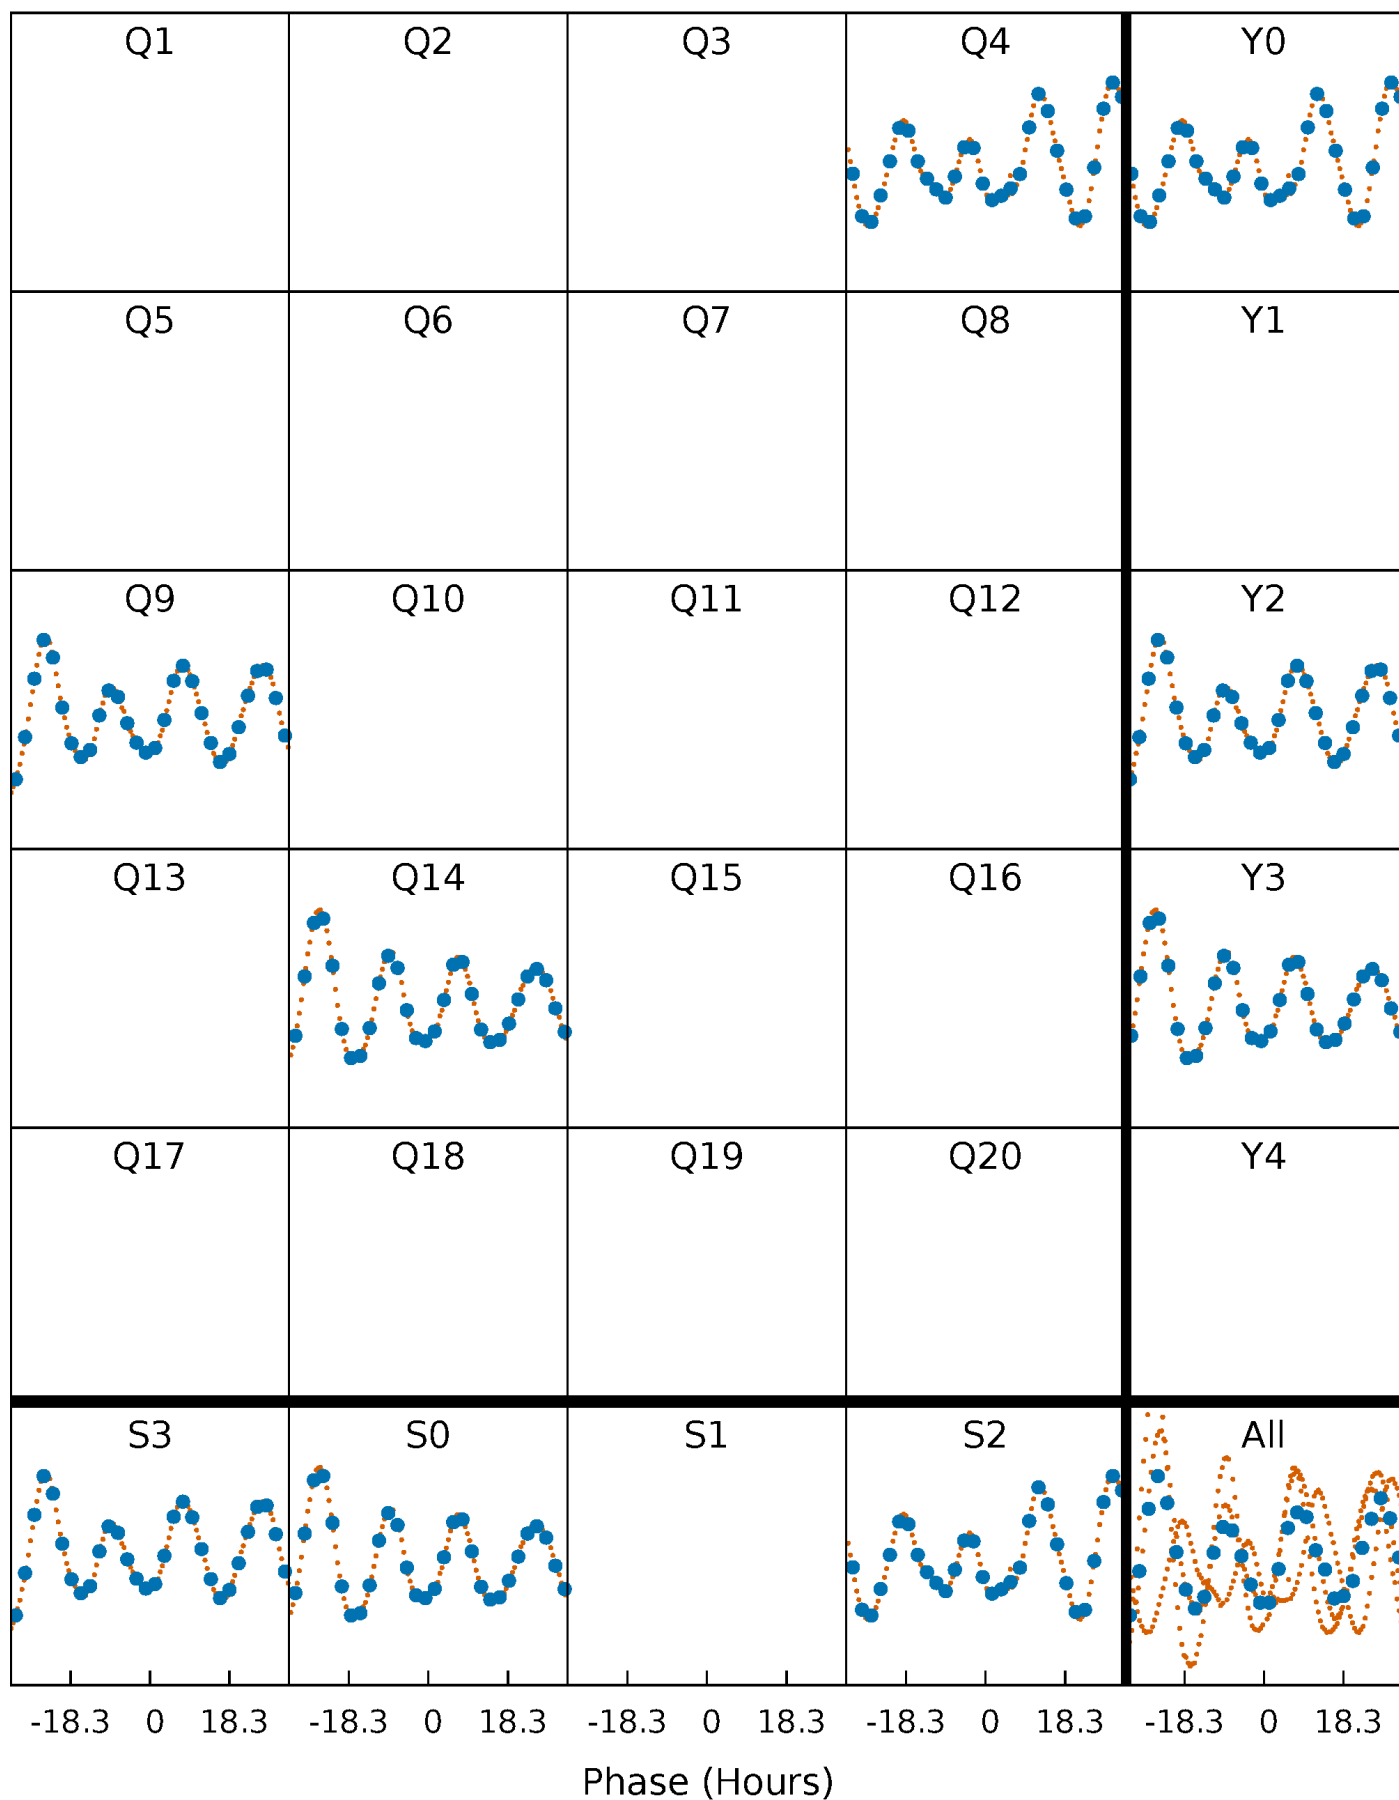 Q1 Q2 Q3 Q4 Y0
Q5 Q6 Q7 Q8 Y1
Q9 Q10 Q11 Q12 Y2
Q13 Q14 Q15 Q16 Y3
Q17 Q18 Q19 Q20 Y4
S3 S0 S1 S2 All
-18.3 0 18.3 -18.3 0 18.3 -18.3 0 18.3 -18.3 0 18.3 -18.3 0 18.3
Phase (Hours)